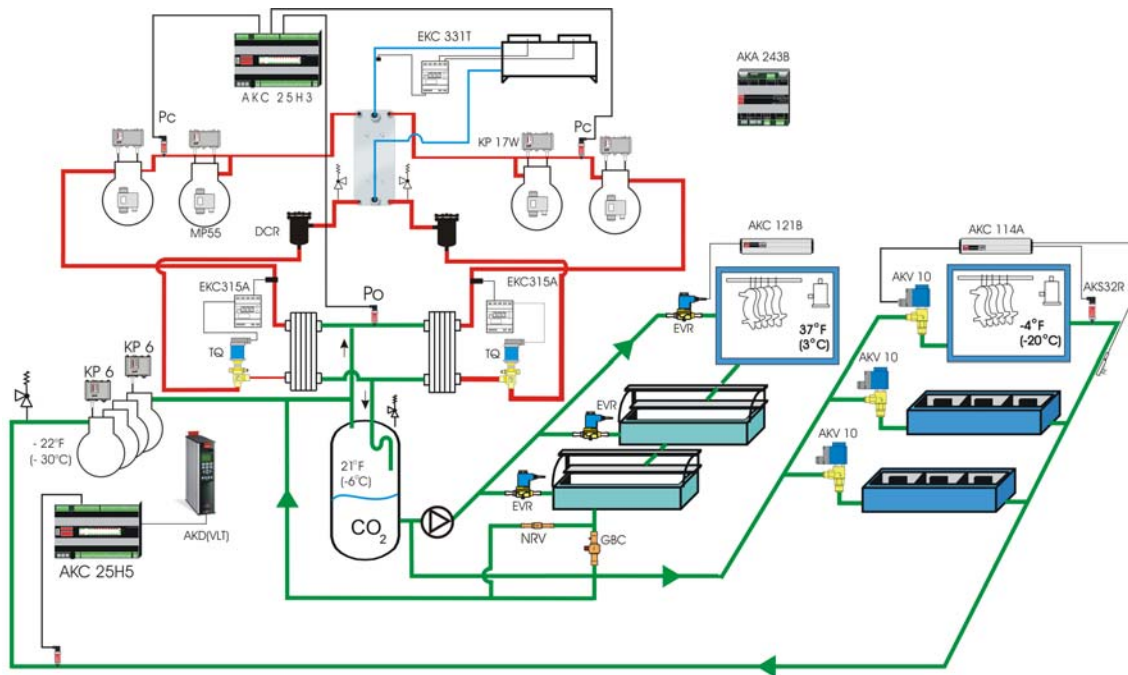 EKC 331T
AKA 243B
AKC 25H3
Pc
KP 17W
Pc
MP55
DCR
AKC 121B
AKC 114A
EKC315A
EKC315A
Po
AKV 10
AKS32R
EVR
37°F
(3°C)
-4°F
(-20°C)
TQ
TQ
KP 6
KP 6
AKV 10
EVR
- 22°F
(- 30°C)
21°F
(-6°C)
AKV 10
EVR
CO2
AKD(VLT)
NRV
GBC
AKC 25H5